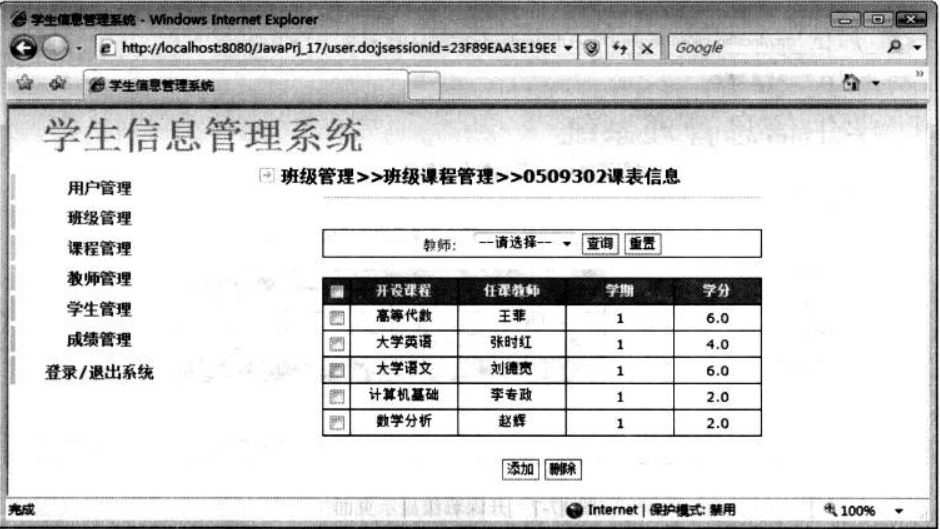 学生信息管理系统 - Windows Internet Explorer
http://localhost:8080/JavaPrj_17/user.do;jsessionid=23F89EAA3E19EE
Google
学生信息管理系统
学生信息管理系统
班级管理>>班级课程管理>>0509302课表信息
用户管理
班级管理
课程管理
教师管理
学生管理
成绩管理
登录/退出系统
教师: --请选择-- 查询 重置
开设课程 任课教师 学期 学分
高等代数 王菲 1 6.0
大学英语 张时红 1 4.0
大学语文 刘德宽 1 6.0
计算机基础 李专政 1 2.0
数学分析 赵辉 1 2.0
添加 删除
完成 Internet | 保护模式: 禁用 100%